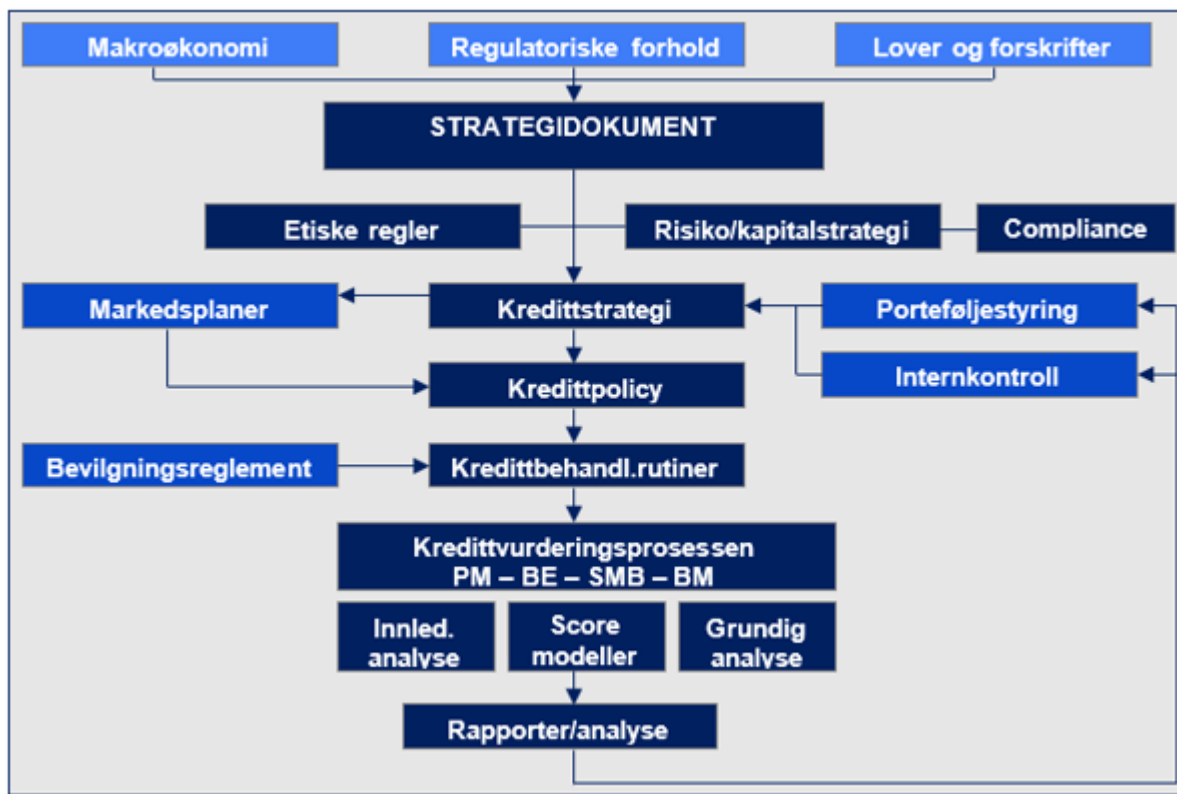 Makroøkonomi
Regulatoriske forhold
Lover og forskrifter
STRATEGIDOKUMENT
Etiske regler
Risiko/kapitalstrategi
Compliance
Markedsplaner
Kredittstrategi
Porteføljestyring
Internkontroll
Kredittpolicy
Bevilgningsreglement
Kredittbehandl.rutiner
Kredittvurderingsprosessen
PM – BE – SMB – BM
Innled.
analyse
Score
modeller
Grundig
analyse
Rapporter/analyse